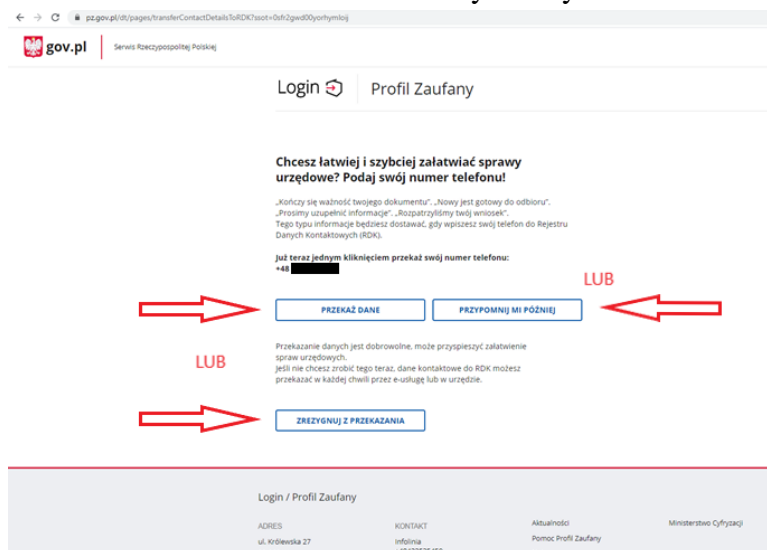 pz.gov.pl/dt/pages/transferContactDetailsToRDK?ssot=0sfr2gwd00yorhymloij
gov.pl
Serwis Rzeczypospolitej Polskiej
Login
Profil Zaufany
Chcesz łatwiej i szybciej załatwiać sprawy
urzędowe? Podaj swój numer telefonu!
„Kończy się ważność twojego dokumentu". „Nowy jest gotowy do odbioru".
„Prosimy uzupełnić informacje". „Rozpatrzyliśmy twój wniosek".
Tego typu informacje będziesz dostawać, gdy wpiszesz swój telefon do Rejestru
Danych Kontaktowych (RDK).
Już teraz jednym kliknięciem przekaż swój numer telefonu:
+48
LUB
PRZEKAŻ DANE
PRZYPOMNIJ MI PÓŹNIEJ
Przekazanie danych jest dobrowolne, może przyspieszyć załatwienie
spraw urzędowych.
Jeśli nie chcesz zrobić tego teraz, dane kontaktowe do RDK możesz
przekazać w każdej chwili przez e-usługę lub w urzędzie.
LUB
ZREZYGNUJ Z PRZEKAZANIA
Login / Profil Zaufany
ADRES
KONTAKT
Aktualności
Ministerstwo Cyfryzacji
ul. Królewska 27
Infolinia
Pomoc Profil Zaufany